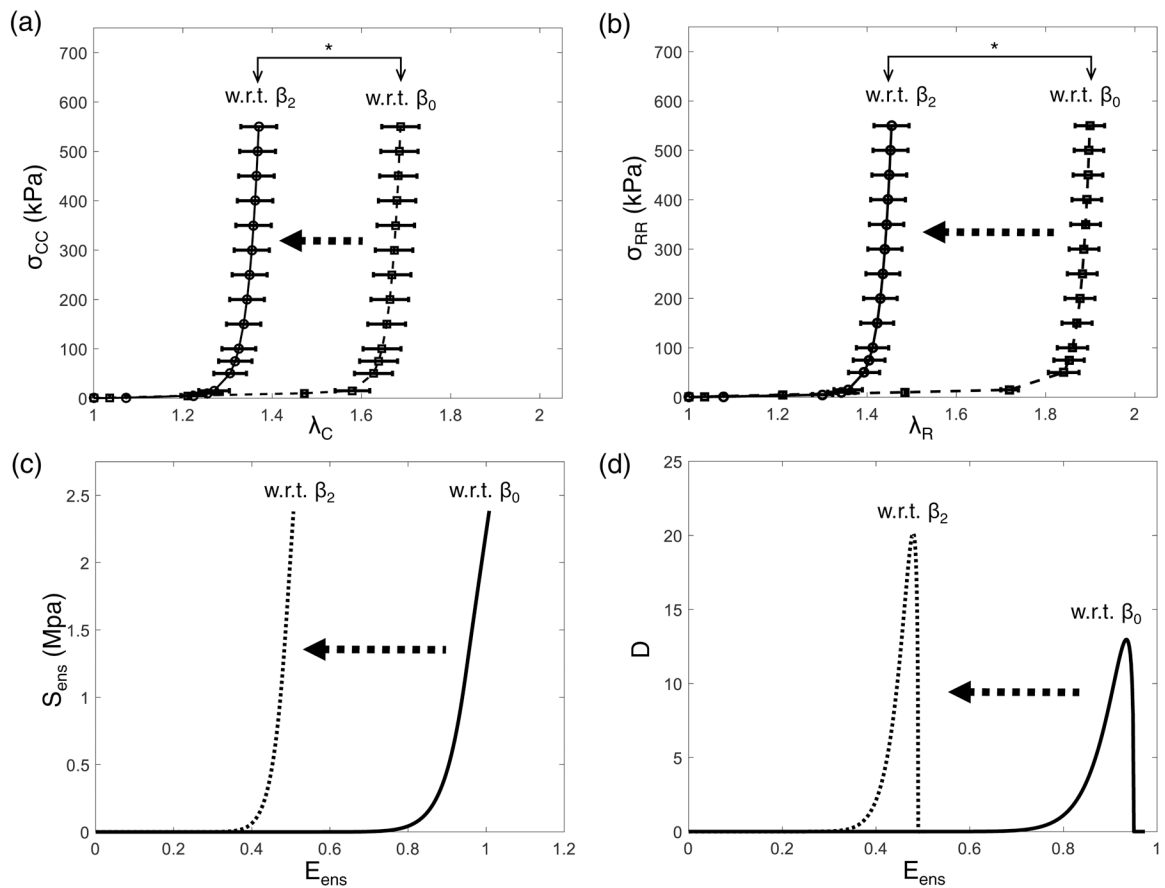 (a)
*
w.r.t. β2
w.r.t. β0
700
600
500
400
300
200
100
0
σCC (kPa)
1
1.2
1.4
1.6
1.8
2
λC
(b)
*
w.r.t. β2
w.r.t. β0
700
600
500
400
300
200
100
0
σRR (kPa)
1
1.2
1.4
1.6
1.8
2
λR
(c)
w.r.t. β2
w.r.t. β0
2.5
2
1.5
1
0.5
0
Sens (Mpa)
0
0.2
0.4
0.6
0.8
1
1.2
Eens
(d)
w.r.t. β2
w.r.t. β0
25
20
15
10
5
0
D
0
0.2
0.4
0.6
0.8
1
Eens